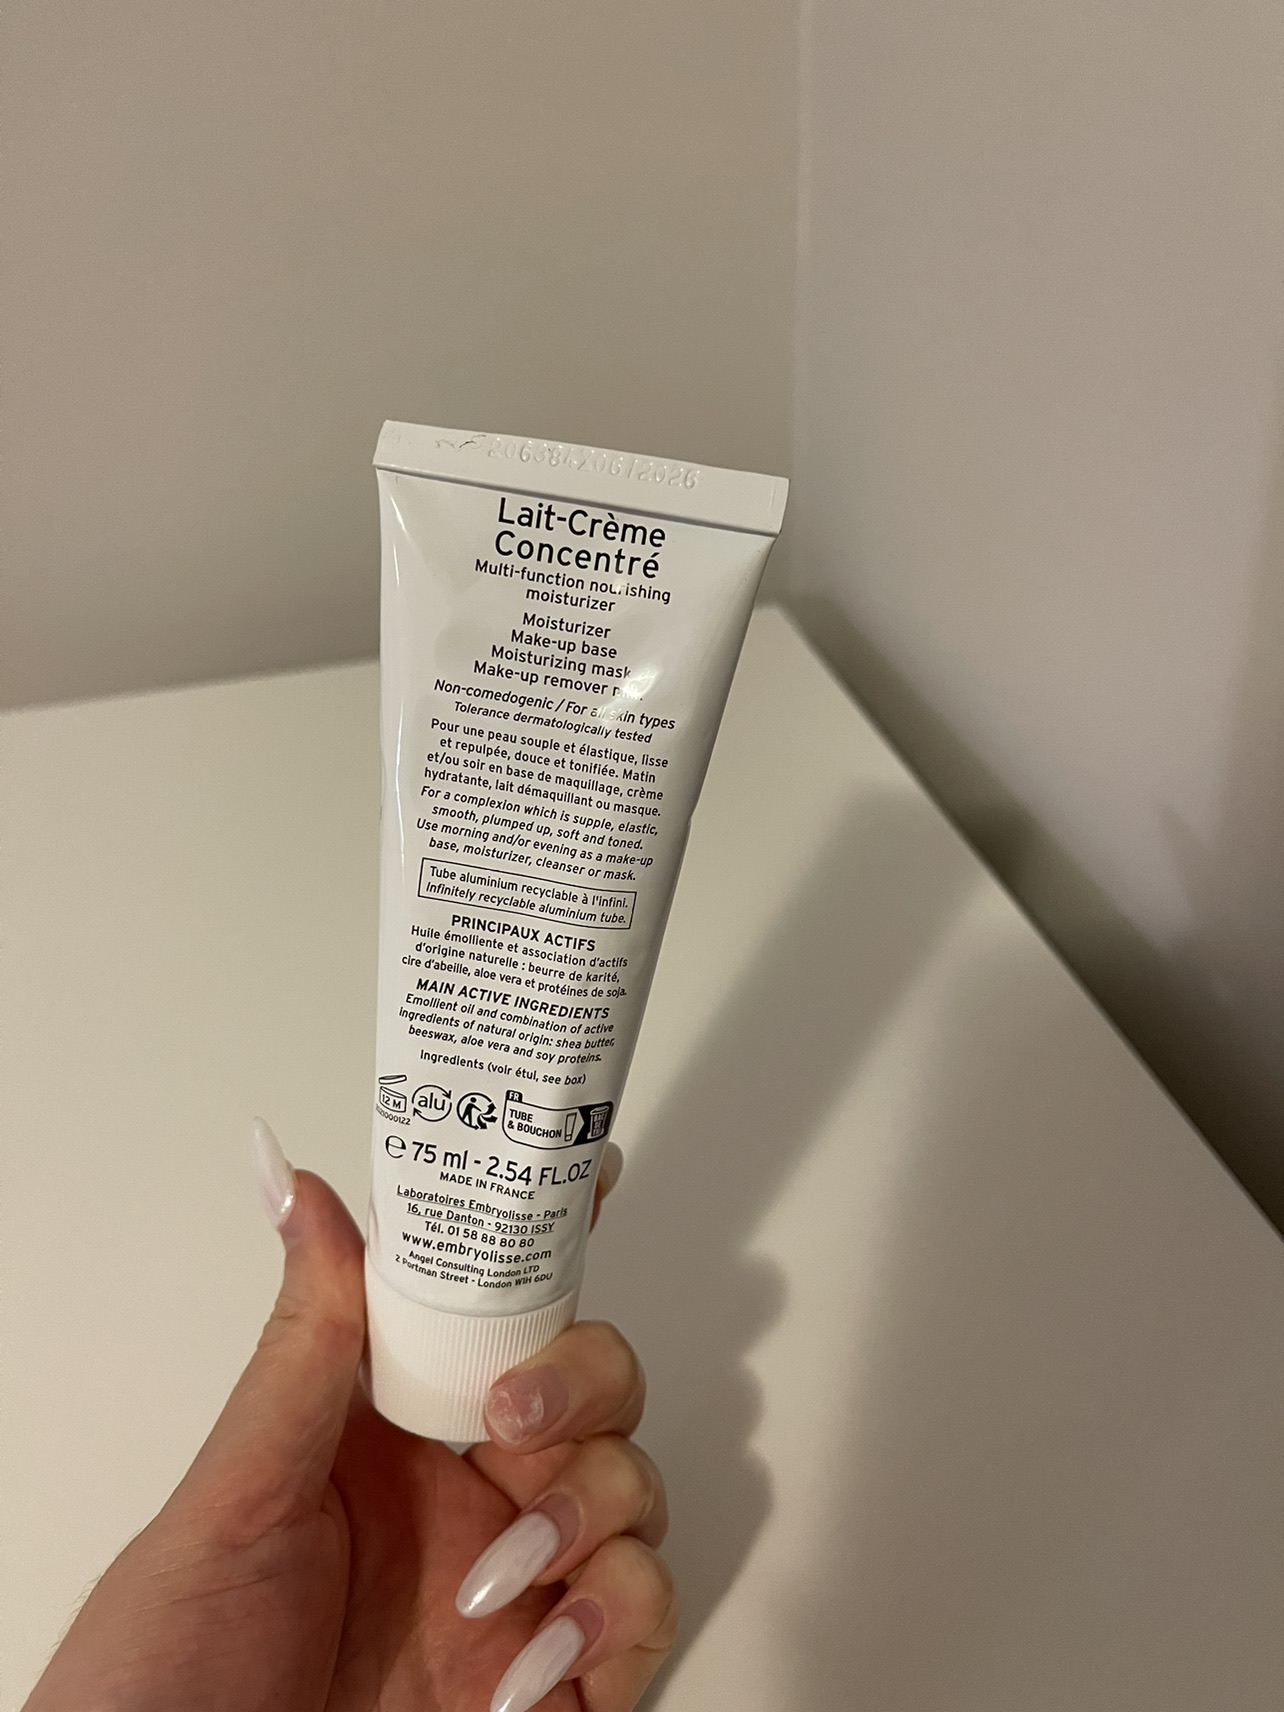 06/2026
Lait-Crème
Concentré
Multi-function nourishing
moisturizer
Moisturizer
Make-up base
Moisturizing mask
Make-up remover
Non-comedogenic / For all skin types
Tolerance dermatologically tested
Pour une peau souple et élastique, lisse
et repulpée, douce et tonifiée. Matin
et/ou soir en base de maquillage, crème
hydratante, lait démaquillant ou masque.
For a complexion which is supple, elastic,
smooth, plumped up, soft and toned.
Use morning and/or evening as a make-up
base, moisturizer, cleanser or mask.
Tube aluminium recyclable à l'infini.
Infinitely recyclable aluminium tube.
PRINCIPAUX ACTIFS
Huile émolliente et association d'actifs
d'origine naturelle : beurre de karité,
cire d'abeille, aloe vera et protéines de soja.
MAIN ACTIVE INGREDIENTS
Emollient oil and combination of active
ingredients of natural origin: shea butter,
beeswax, aloe vera and soy proteins.
Ingredients (voir étui, see box)
12 M
alu
FR
TUBE
& BOUCHON
BAC
DE
TRI
℮ 75 ml - 2.54 FL.OZ
MADE IN FRANCE
Laboratoires Embryolisse - Paris
16, rue Danton - 92130 ISSY
Tél. 01 58 88 80 80
www.embryolisse.com
Angel Consulting London LTD
2 Portman Street - London W1H 6DU